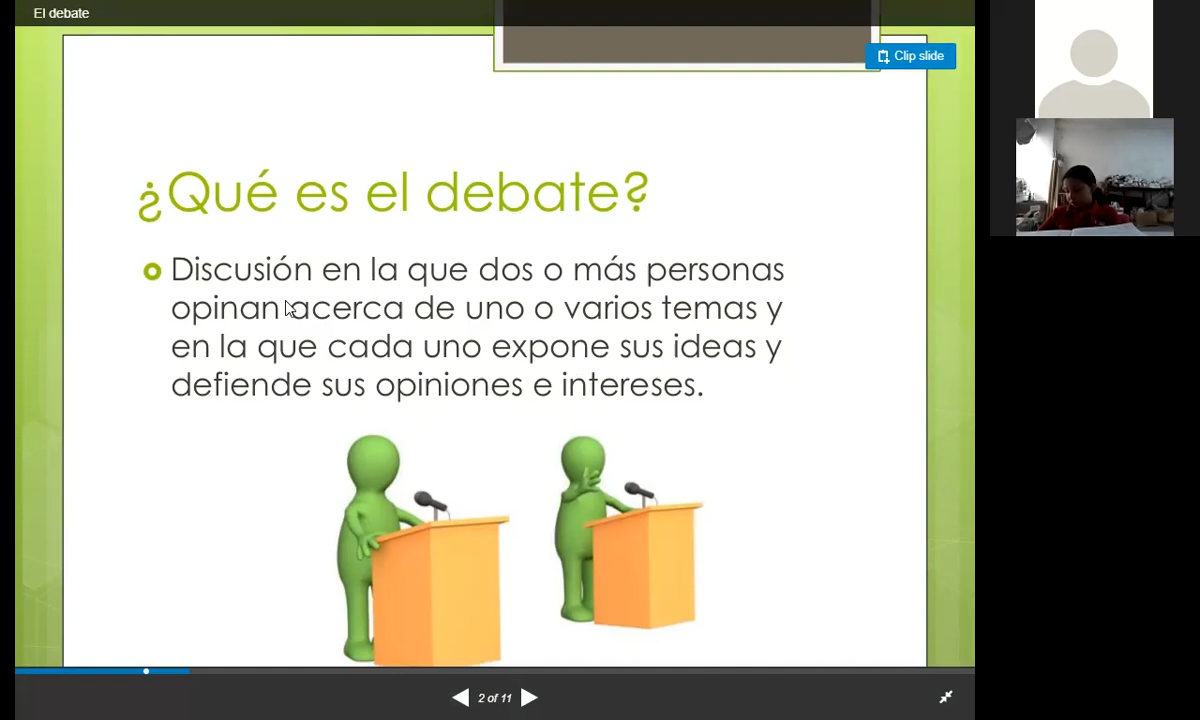 El debate
Clip slide
¿Qué es el debate?
Discusión en la que dos o más personas
opinan acerca de uno o varios temas y
en la que cada uno expone sus ideas y
defiende sus opiniones e intereses.
2 of 11